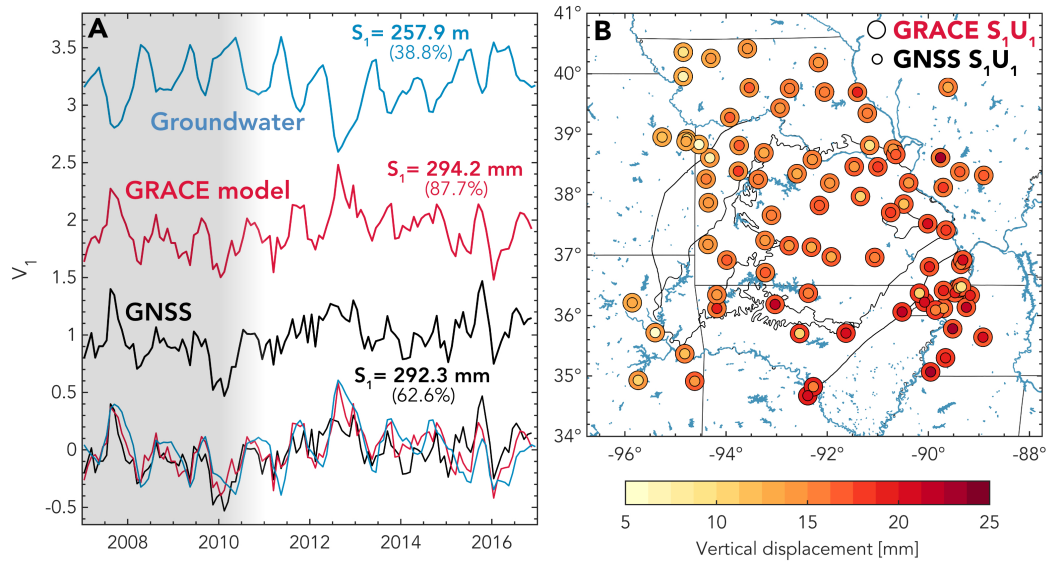 A
S1= 257.9 m
(38.8%)
Groundwater
S1= 294.2 mm
(87.7%)
GRACE model
GNSS
S1= 292.3 mm
(62.6%)
V1
3.5
3
2.5
2
1.5
1
0.5
0
-0.5
2008
2010
2012
2014
2016
B
GRACE S1U1
GNSS S1U1
41°
40°
39°
38°
37°
36°
35°
34°
-96°
-94°
-92°
-90°
-88°
5
10
15
20
25
Vertical displacement [mm]